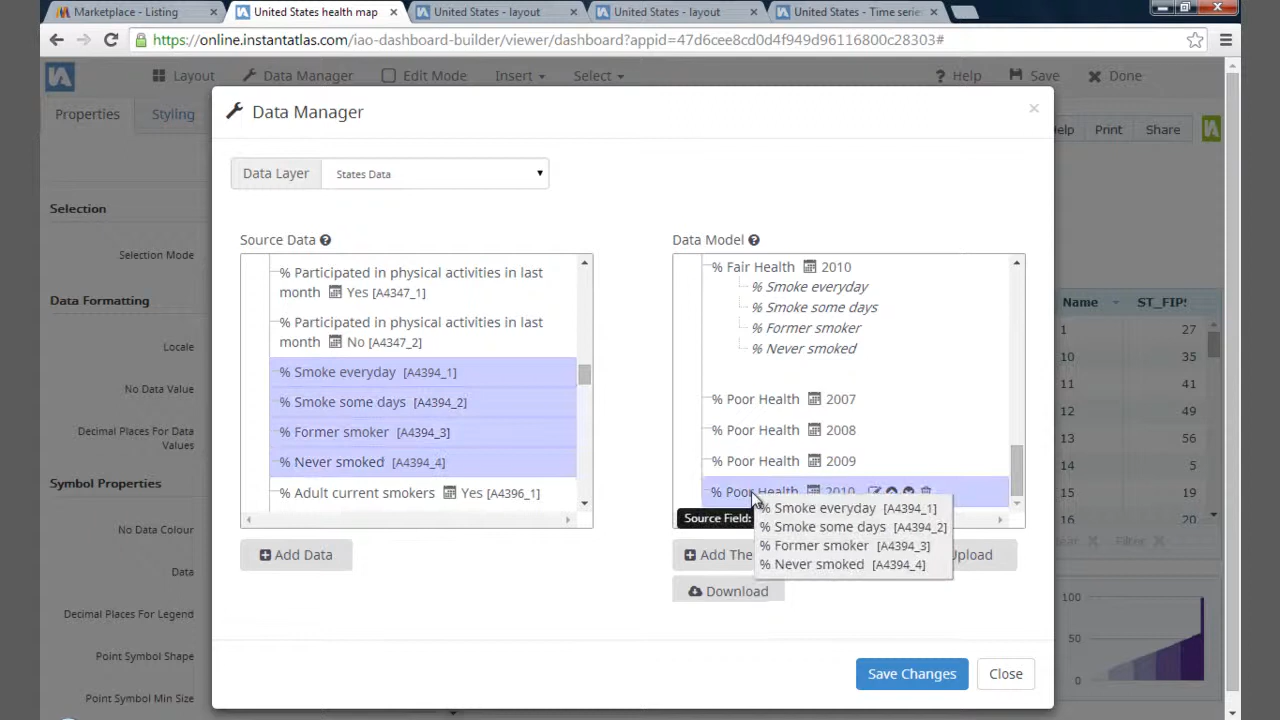 Marketplace - Listing
United States health map
United States - layout
United States - layout
United States - Time serie
https://online.instantatlas.com/iao-dashboard-builder/viewer/dashboard?appid=47d6cee8cd0d4f949d96116800c28303#
Layout Data Manager Edit Mode Insert Select Help Save Done
Properties Styling
Help Print Share
Data Manager
Data Layer States Data
Selection
Selection Mode
Data Formatting
Locale
No Data Value
Decimal Places For Data
Values
Symbol Properties
No Data Colour
Data
Decimal Places For Legend
Point Symbol Shape
Point Symbol Min Size
Source Data
% Participated in physical activities in last
month Yes [A4347_1]
% Participated in physical activities in last
month No [A4347_2]
% Smoke everyday [A4394_1]
% Smoke some days [A4394_2]
% Former smoker [A4394_3]
% Never smoked [A4394_4]
% Adult current smokers Yes [A4396_1]
Add Data
Data Model
% Fair Health 2010
% Smoke everyday
% Smoke some days
% Former smoker
% Never smoked
% Poor Health 2007
% Poor Health 2008
% Poor Health 2009
% Poor Health 2010
Source Field:
% Smoke everyday [A4394_1]
% Smoke some days [A4394_2]
% Former smoker [A4394_3]
% Never smoked [A4394_4]
Add The
Upload
Download
Save Changes Close
Name ST_FIPS
1 27
10 35
11 41
12 49
13 56
14 5
15 19
16 20
Clear Filter
100
50
0